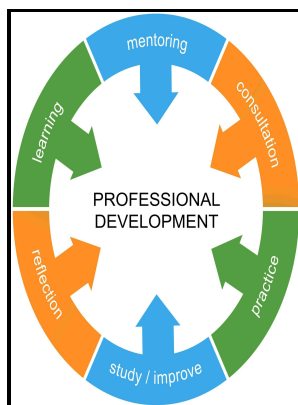 mentoring
consultation
learning
PROFESSIONAL
DEVELOPMENT
reflection
practice
study / improve